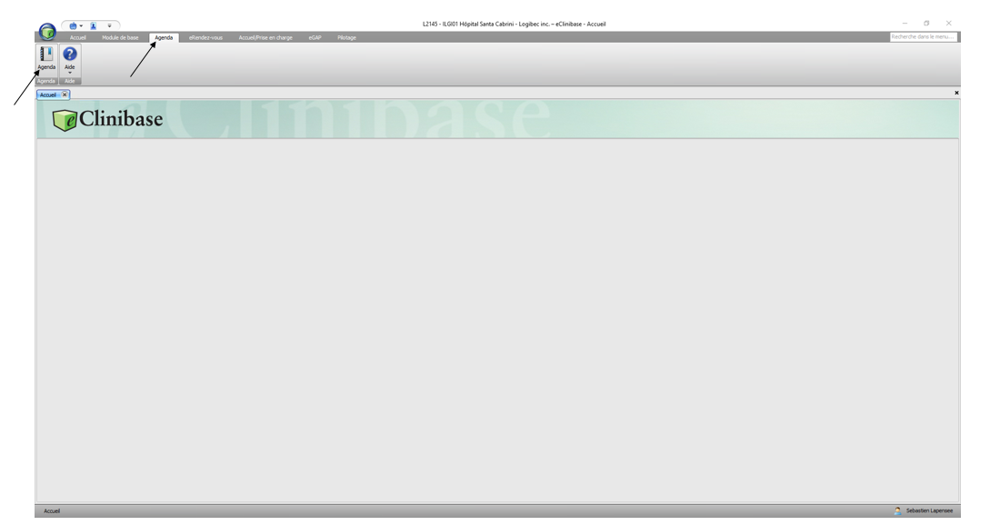 L2145 - ILGI01 Hôpital Santa Cabrini - Logibec inc. – eClinibase - Accueil
Accueil Module de base Agenda eRendez-vous Accueil/Prise en charge eGAP Pilotage Recherche dans le menu...
Agenda Aide
Agenda Aide
Accueil
eClinibase
Clinibase
Accueil Sebastien Lapensee